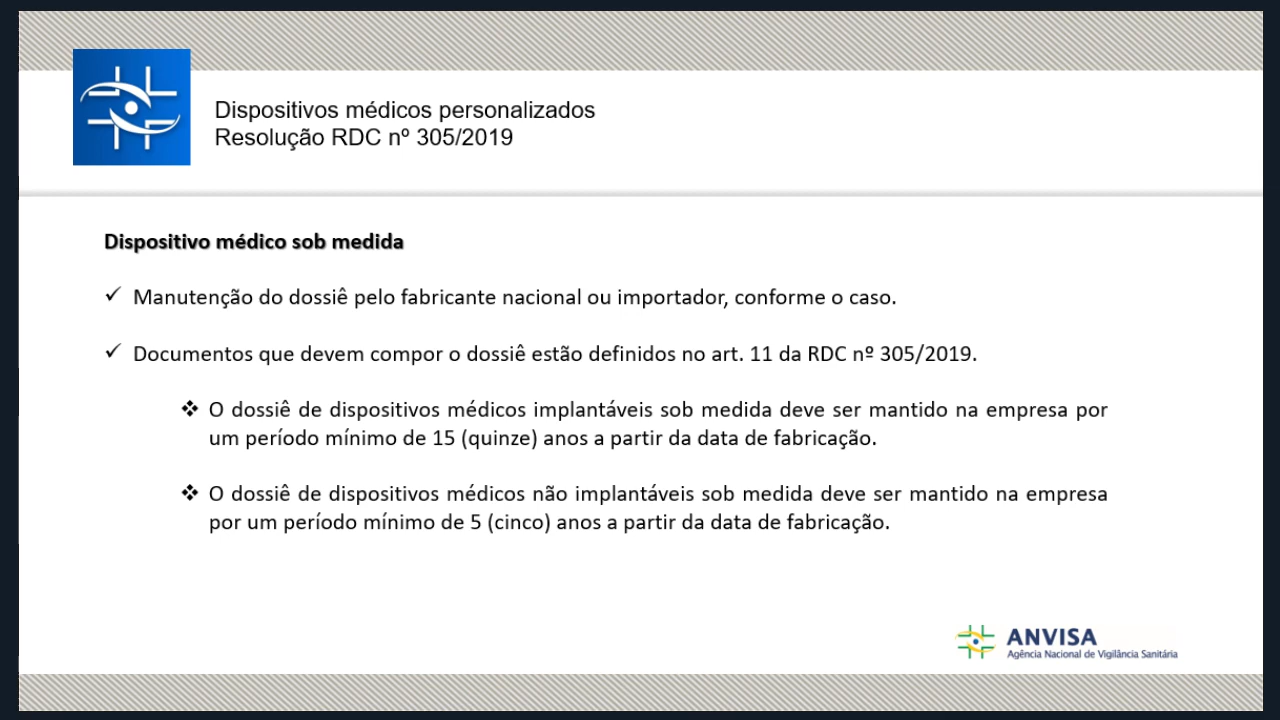 Dispositivos médicos personalizados
Resolução RDC nº 305/2019
Dispositivo médico sob medida
✓ Manutenção do dossiê pelo fabricante nacional ou importador, conforme o caso.
✓ Documentos que devem compor o dossiê estão definidos no art. 11 da RDC nº 305/2019.
❖ O dossiê de dispositivos médicos implantáveis sob medida deve ser mantido na empresa por
um período mínimo de 15 (quinze) anos a partir da data de fabricação.
❖ O dossiê de dispositivos médicos não implantáveis sob medida deve ser mantido na empresa
por um período mínimo de 5 (cinco) anos a partir da data de fabricação.
ANVISA
Agência Nacional de Vigilância Sanitária